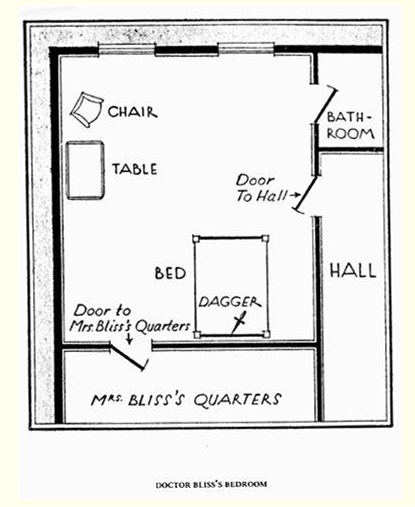 CHAIR
BATH-
ROOM
TABLE
Door
To Hall
BED
HALL
DAGGER
Door to
Mrs. Bliss's Quarters
MRS. BLISS'S QUARTERS
DOCTOR BLISS'S BEDROOM